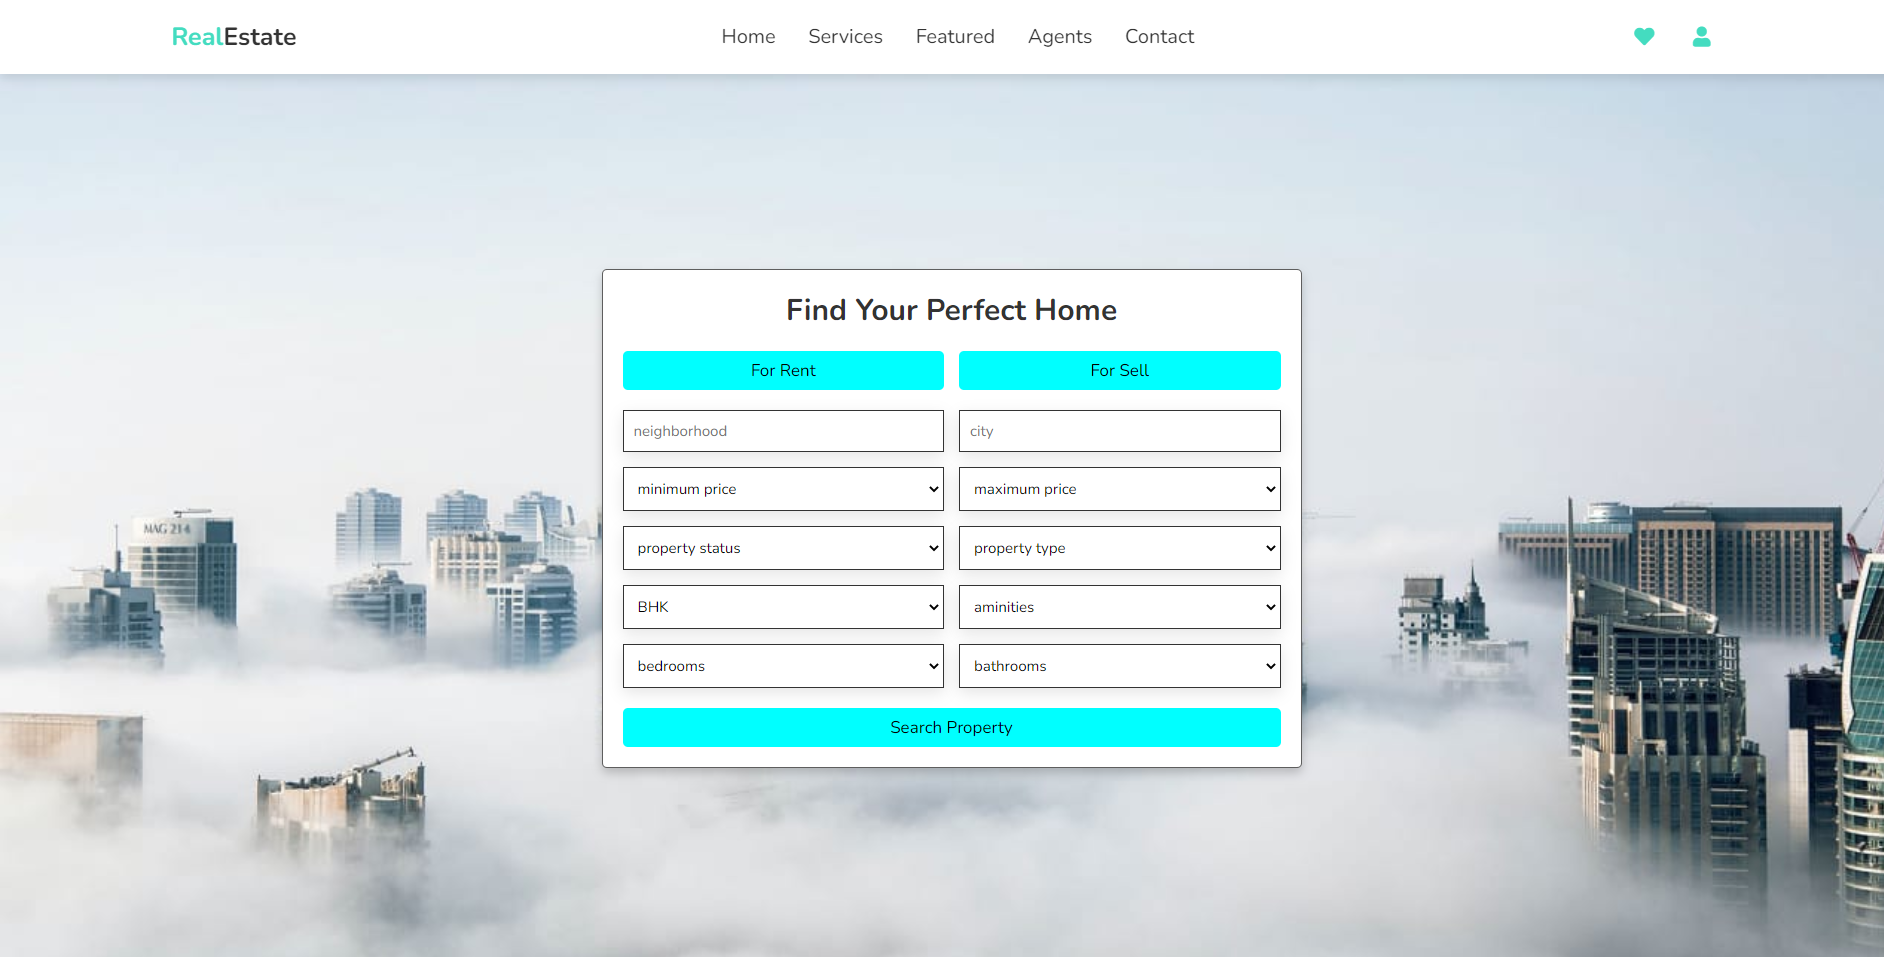 RealEstate
Home Services Featured Agents Contact
Find Your Perfect Home
For Rent For Sell
neighborhood city
minimum price maximum price
property status property type
BHK aminities
bedrooms bathrooms
Search Property
MAG 214